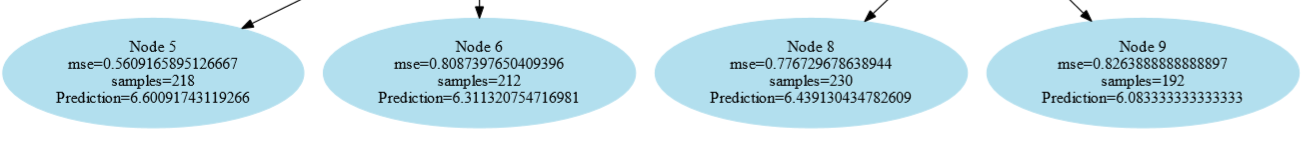 Node 5
mse=0.5609165895126667
samples=218
Prediction=6.60091743119266
Node 6
mse=0.8087397650409396
samples=212
Prediction=6.311320754716981
Node 8
mse=0.776729678638944
samples=230
Prediction=6.439130434782609
Node 9
mse=0.8263888888888897
samples=192
Prediction=6.083333333333333